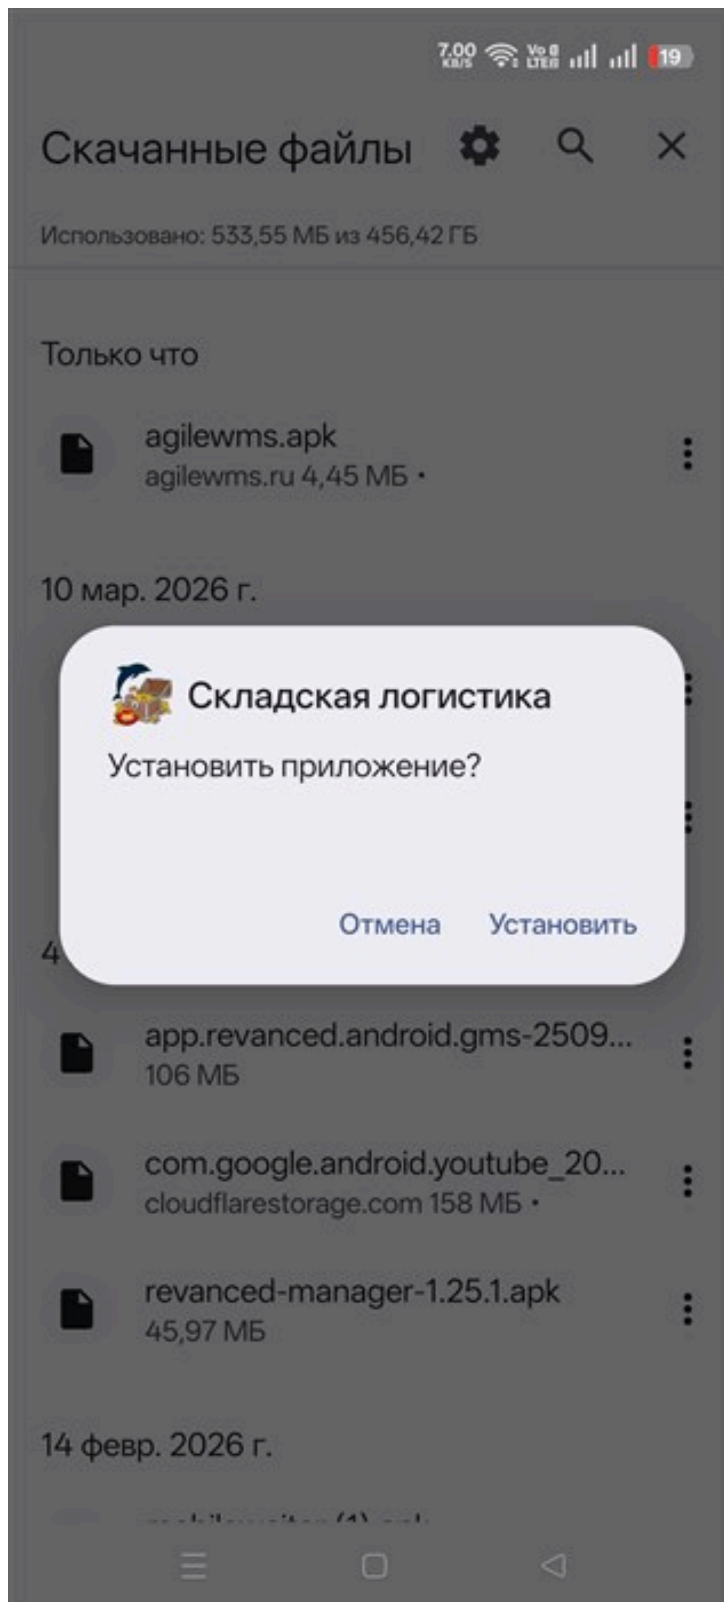 7.00 KB/S Vo LTE 19
Скачанные файлы
Использовано: 533,55 МБ из 456,42 ГБ
Только что
agilewms.apk
agilewms.ru 4,45 МБ •
10 мар. 2026 г.
Складская логистика
Установить приложение?
Отмена Установить
4
app.revanced.android.gms-2509...
106 МБ
com.google.android.youtube_20...
cloudflarestorage.com 158 МБ •
revanced-manager-1.25.1.apk
45,97 МБ
14 февр. 2026 г.